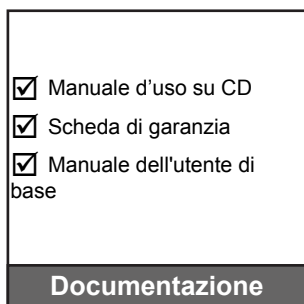 ☑ Manuale d’uso su CD
☑ Scheda di garanzia
☑ Manuale dell'utente di
base
Documentazione